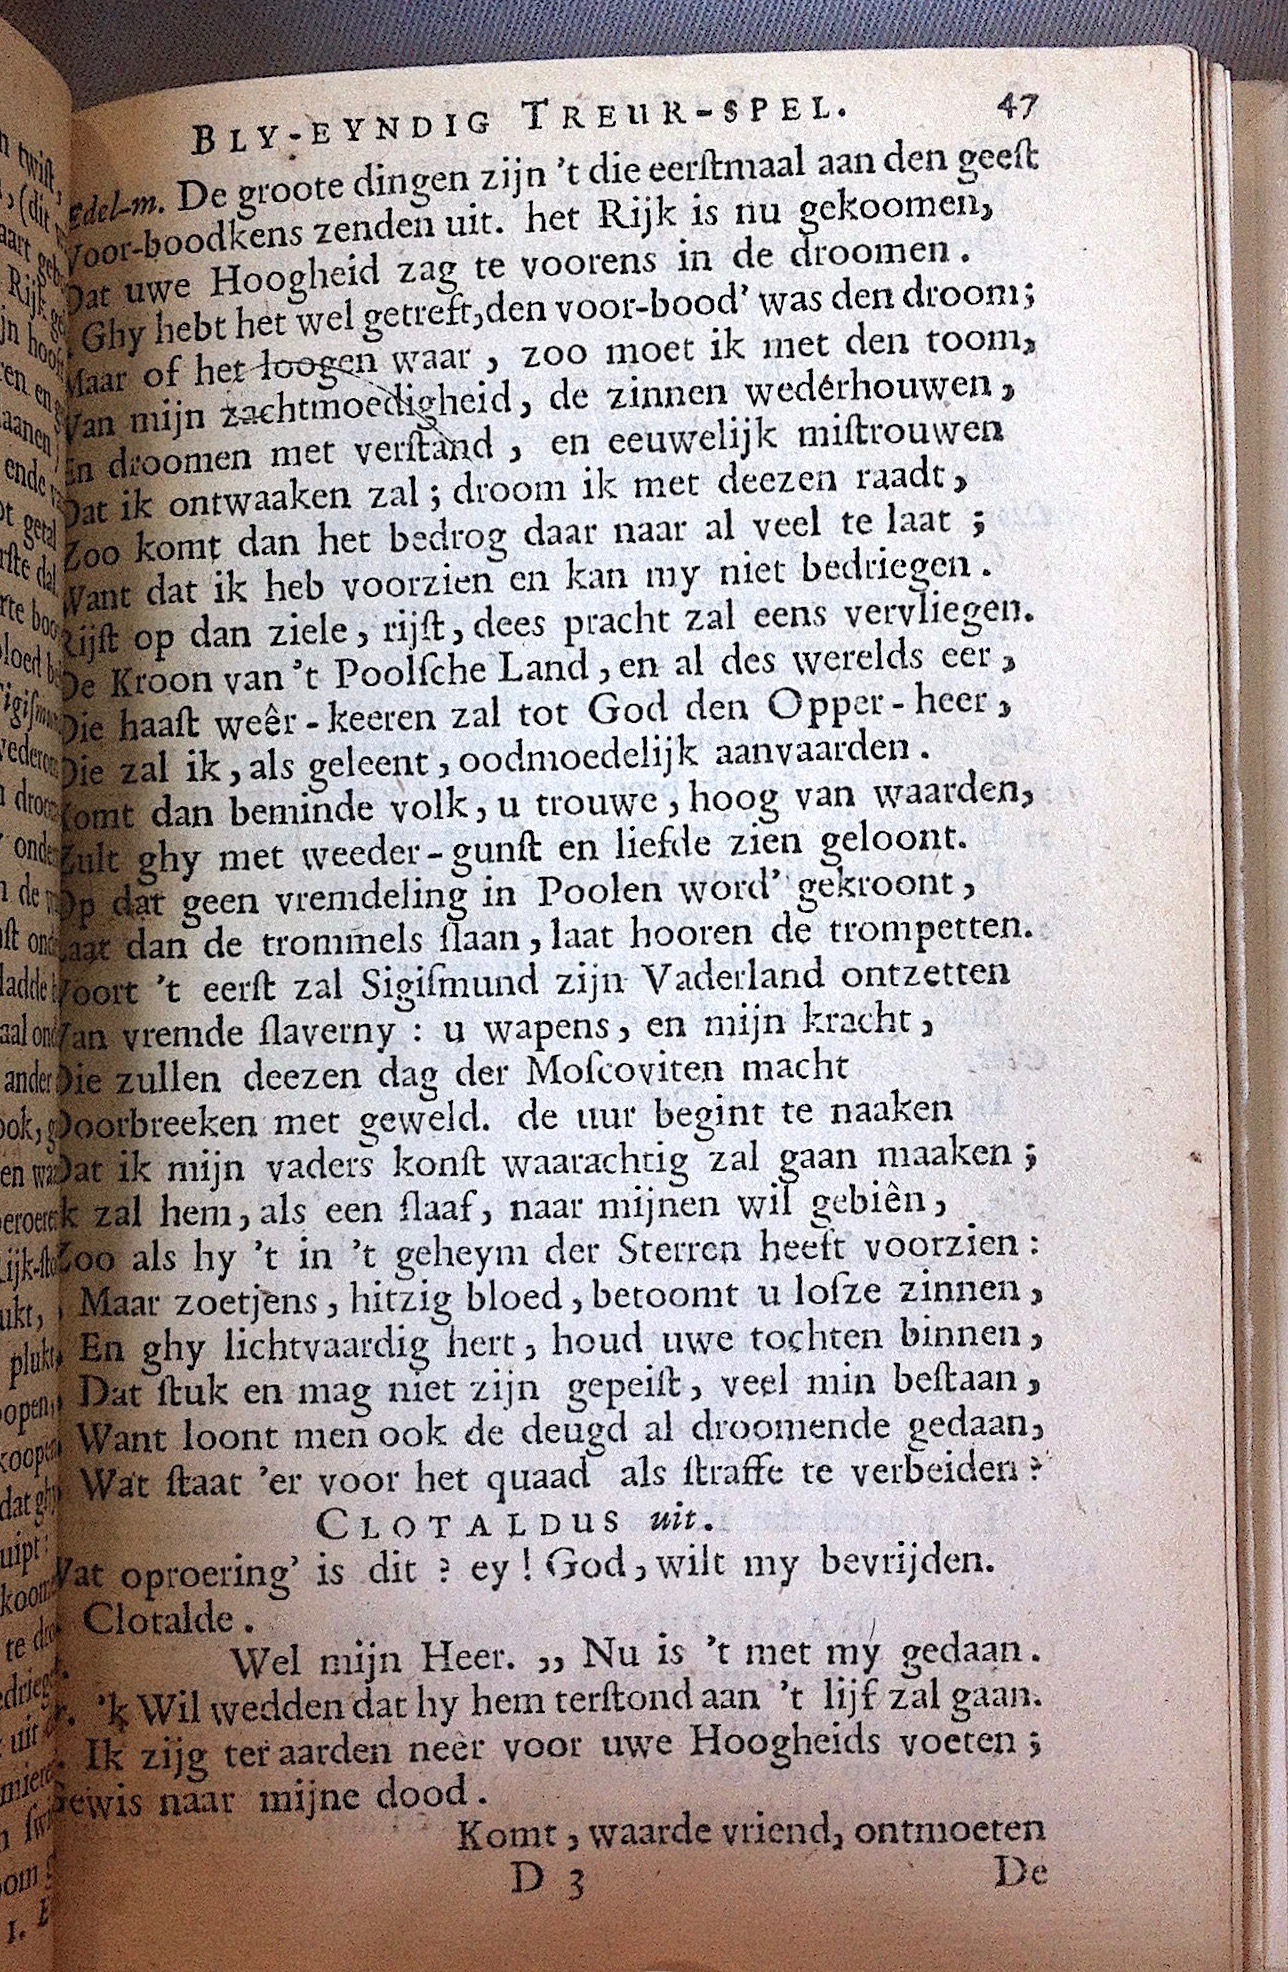 BLY-EYNDIG TREUR-SPEL. 47
Edel-m. De groote dingen zijn 't die eerſtmaal aan den geeſt
Voor-boodkens zenden uit. het Rijk is nu gekoomen,
Dat uwe Hoogheid zag te voorens in de droomen.
Ghy hebt het wel getreft, den voor-bood' was den droom;
Maar of het loogen waar, zoo moet ik met den toom,
Van mijn zachtmoedigheid, de zinnen wedérhouwen,
En droomen met verſtand, en eeuwelijk miſtrouwen
Dat ik ontwaaken zal; droom ik met deezen raadt,
Zoo komt dan het bedrog daar naar al veel te laat;
Want dat ik heb voorzien en kan my niet bedriegen.
Rijſt op dan ziele, rijſt, dees pracht zal eens vervliegen.
De Kroon van 't Poolſche Land, en al des werelds eer,
Die haaſt weêr-keeren zal tot God den Opper-heer,
Die zal ik, als geleent, oodmoedelijk aanvaarden.
Komt dan beminde volk, u trouwe, hoog van waarden,
Zult ghy met weeder-gunſt en liefde zien geloont.
Op dat geen vremdeling in Poolen word' gekroont,
Laat dan de trommels ſlaan, laat hooren de trompetten.
Voort 't eerſt zal Sigiſmund zijn Vaderland ontzetten
Van vremde ſlaverny: u wapens, en mijn kracht,
Die zullen deezen dag der Moſcoviten macht
Doorbreeken met geweld. de uur begint te naaken
Dat ik mijn vaders konſt waarachtig zal gaan maaken;
Ik zal hem, als een ſlaaf, naar mijnen wil gebiên,
Zoo als hy 't in 't geheym der Sterren heeft voorzien:
Maar zoetjens, hitzig bloed, betoomt u loſze zinnen,
En ghy lichtvaardig hert, houd uwe tochten binnen,
Dat ſtuk en mag niet zijn gepeiſt, veel min beſtaan,
Want loont men ook de deugd al droomende gedaan,
Wat ſtaat 'er voor het quaad als ſtraffe te verbeiden?
CLOTALDUS uit.
Wat oproering' is dit? ey! God, wilt my bevrijden.
Clotalde.
Wel mijn Heer. ,, Nu is 't met my gedaan.
'k Wil wedden dat hy hem terſtond aan 't lijf zal gaan.
Ik zijg ter aarden neêr voor uwe Hoogheids voeten;
Gewis naar mijne dood.
Komt, waarde vriend, ontmoeten
D 3 De